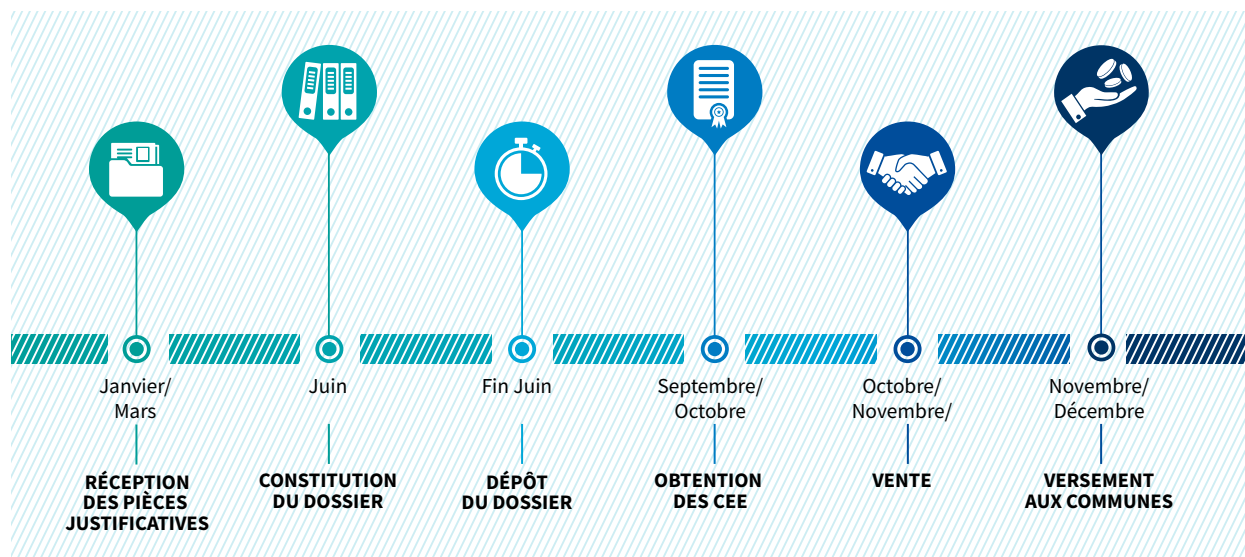 Janvier/
Mars
RÉCEPTION
DES PIÈCES
JUSTIFICATIVES
Juin
CONSTITUTION
DU DOSSIER
Fin Juin
DÉPÔT
DU DOSSIER
Septembre/
Octobre
OBTENTION
DES CEE
Octobre/
Novembre/
VENTE
Novembre/
Décembre
VERSEMENT
AUX COMMUNES